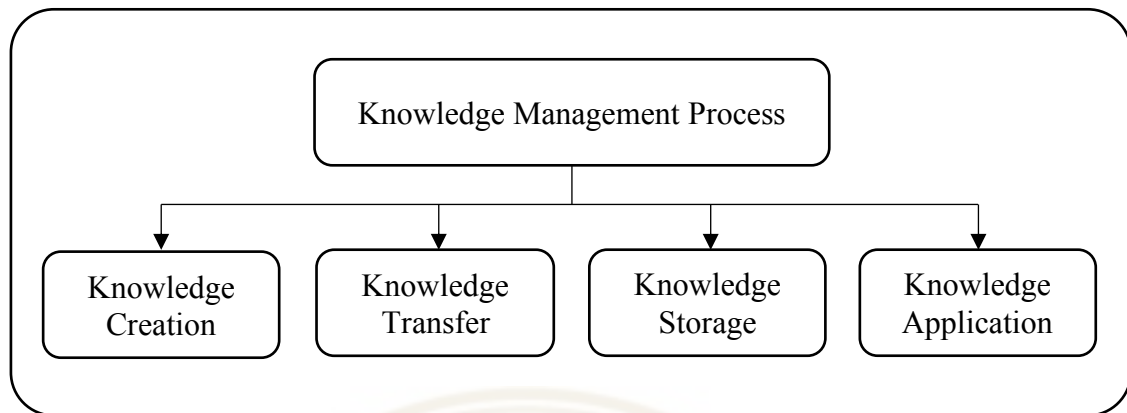 Knowledge Management Process
Knowledge
Creation
Knowledge
Transfer
Knowledge
Storage
Knowledge
Application